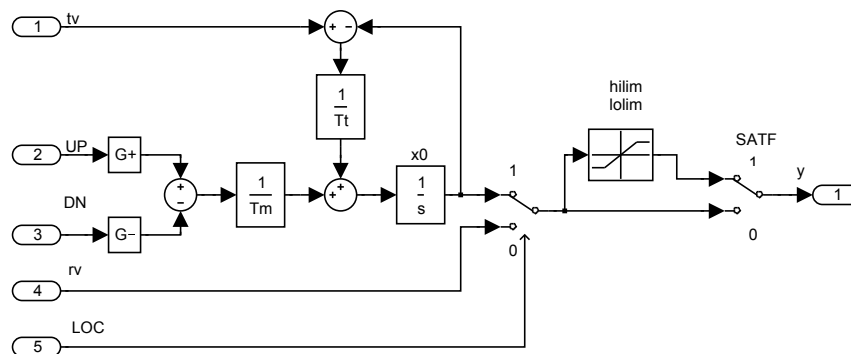 1 tv + −
1
Tt
hilim
lolim
2 UP G+ x0 SATF
+
−
1
Tm
+ +
1
s
1
1
y
1
DN
3 G− 0
0
rv
4
LOC
5